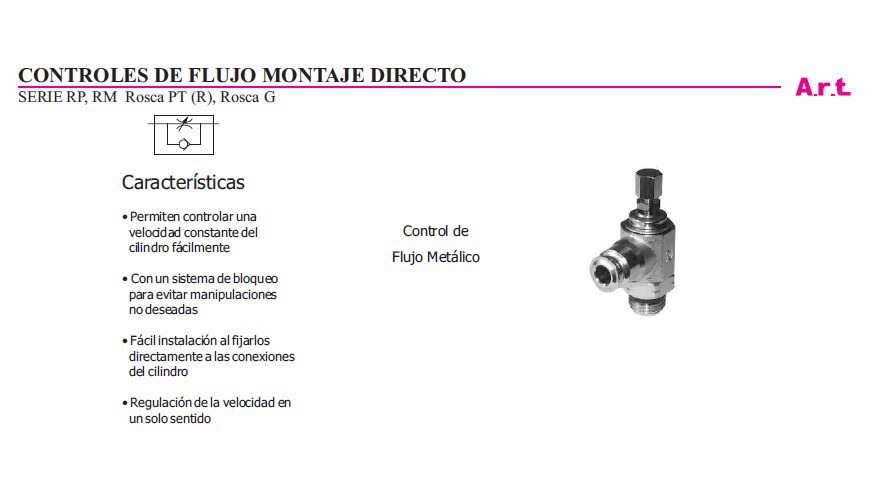 CONTROLES DE FLUJO MONTAJE DIRECTO
A.r.t.
SERIE RP, RM Rosca PT (R), Rosca G
Características
• Permiten controlar una
velocidad constante del
cilindro fácilmente
• Con un sistema de bloqueo
para evitar manipulaciones
no deseadas
• Fácil instalación al fijarlos
directamente a las conexiones
del cilindro
• Regulación de la velocidad en
un solo sentido
Control de
Flujo Metálico